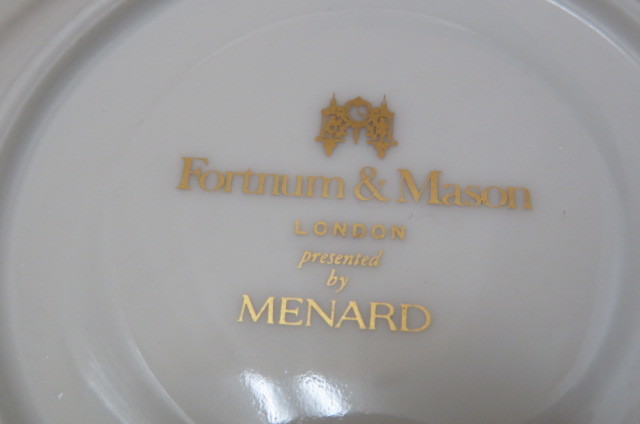 Fortnum & Mason
LONDON
presented
by
MENARD